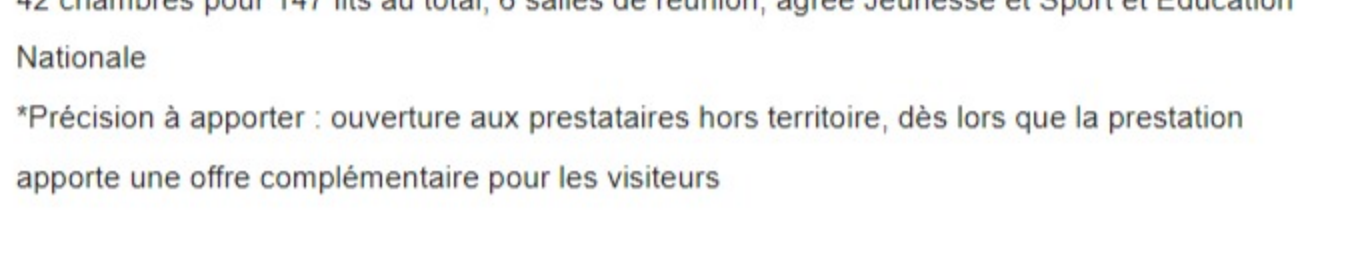 42 chambres pour 147 lits au total, 6 salles de réunion, agréé Jeunesse et Sport et Education
Nationale
*Précision à apporter : ouverture aux prestataires hors territoire, dès lors que la prestation
apporte une offre complémentaire pour les visiteurs